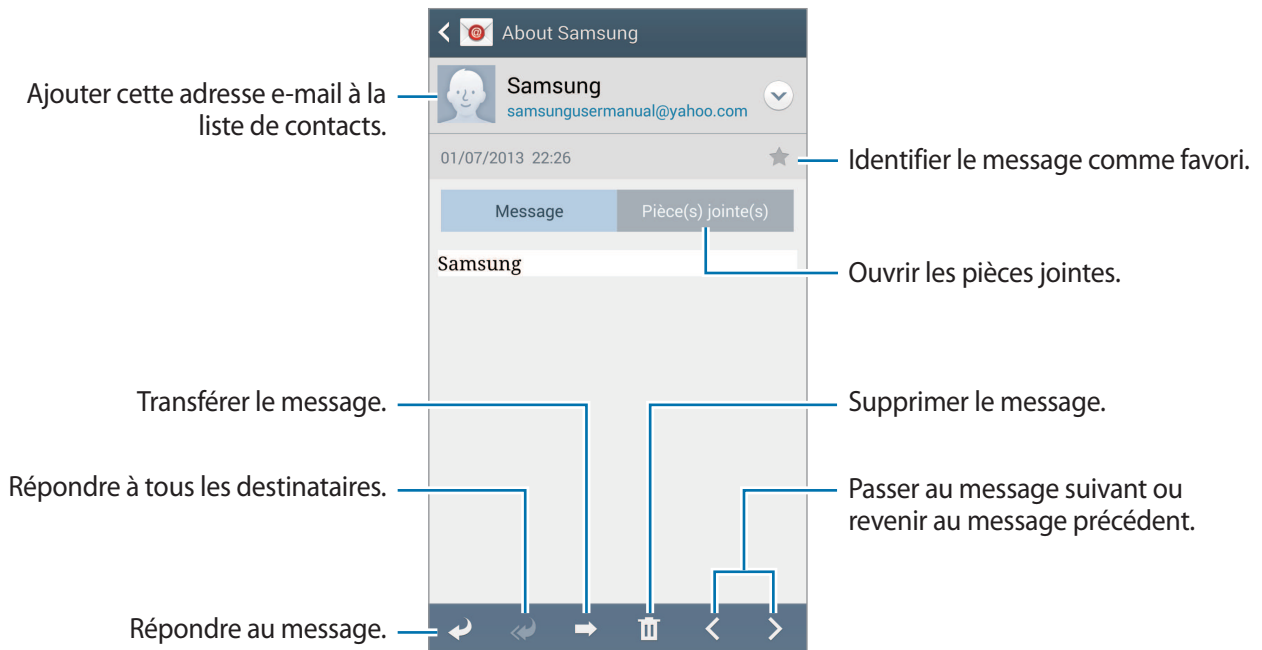 About Samsung
Ajouter cette adresse e-mail à la
liste de contacts.
Samsung
samsungusermanual@yahoo.com
01/07/2013 22:26
Identifier le message comme favori.
Message
Pièce(s) jointe(s)
Samsung
Ouvrir les pièces jointes.
Transférer le message.
Supprimer le message.
Répondre à tous les destinataires.
Passer au message suivant ou
revenir au message précédent.
Répondre au message.